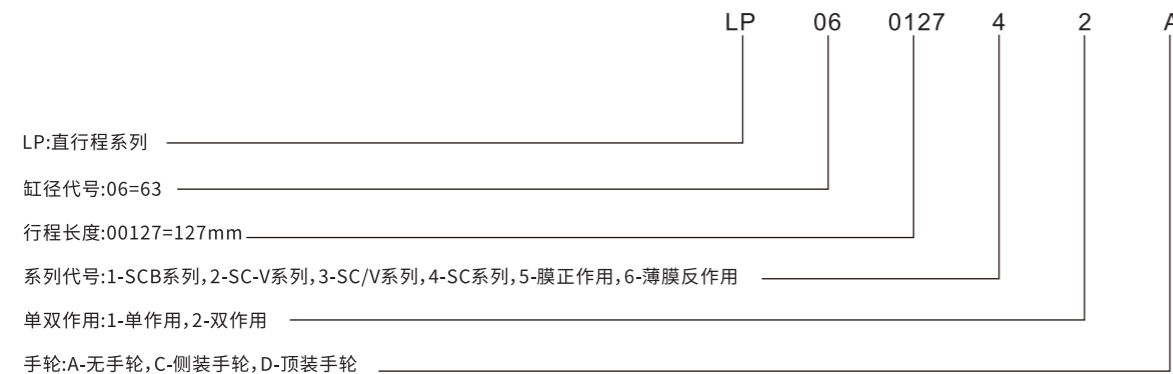 LP 06 0127 4 2 A
LP:直行程系列
缸径代号:06=63
行程长度:00127=127mm
系列代号:1-SCB系列,2-SC-V系列,3-SC/V系列,4-SC系列,5-膜正作用,6-薄膜反作用
单双作用:1-单作用,2-双作用
手轮:A-无手轮,C-侧装手轮,D-顶装手轮